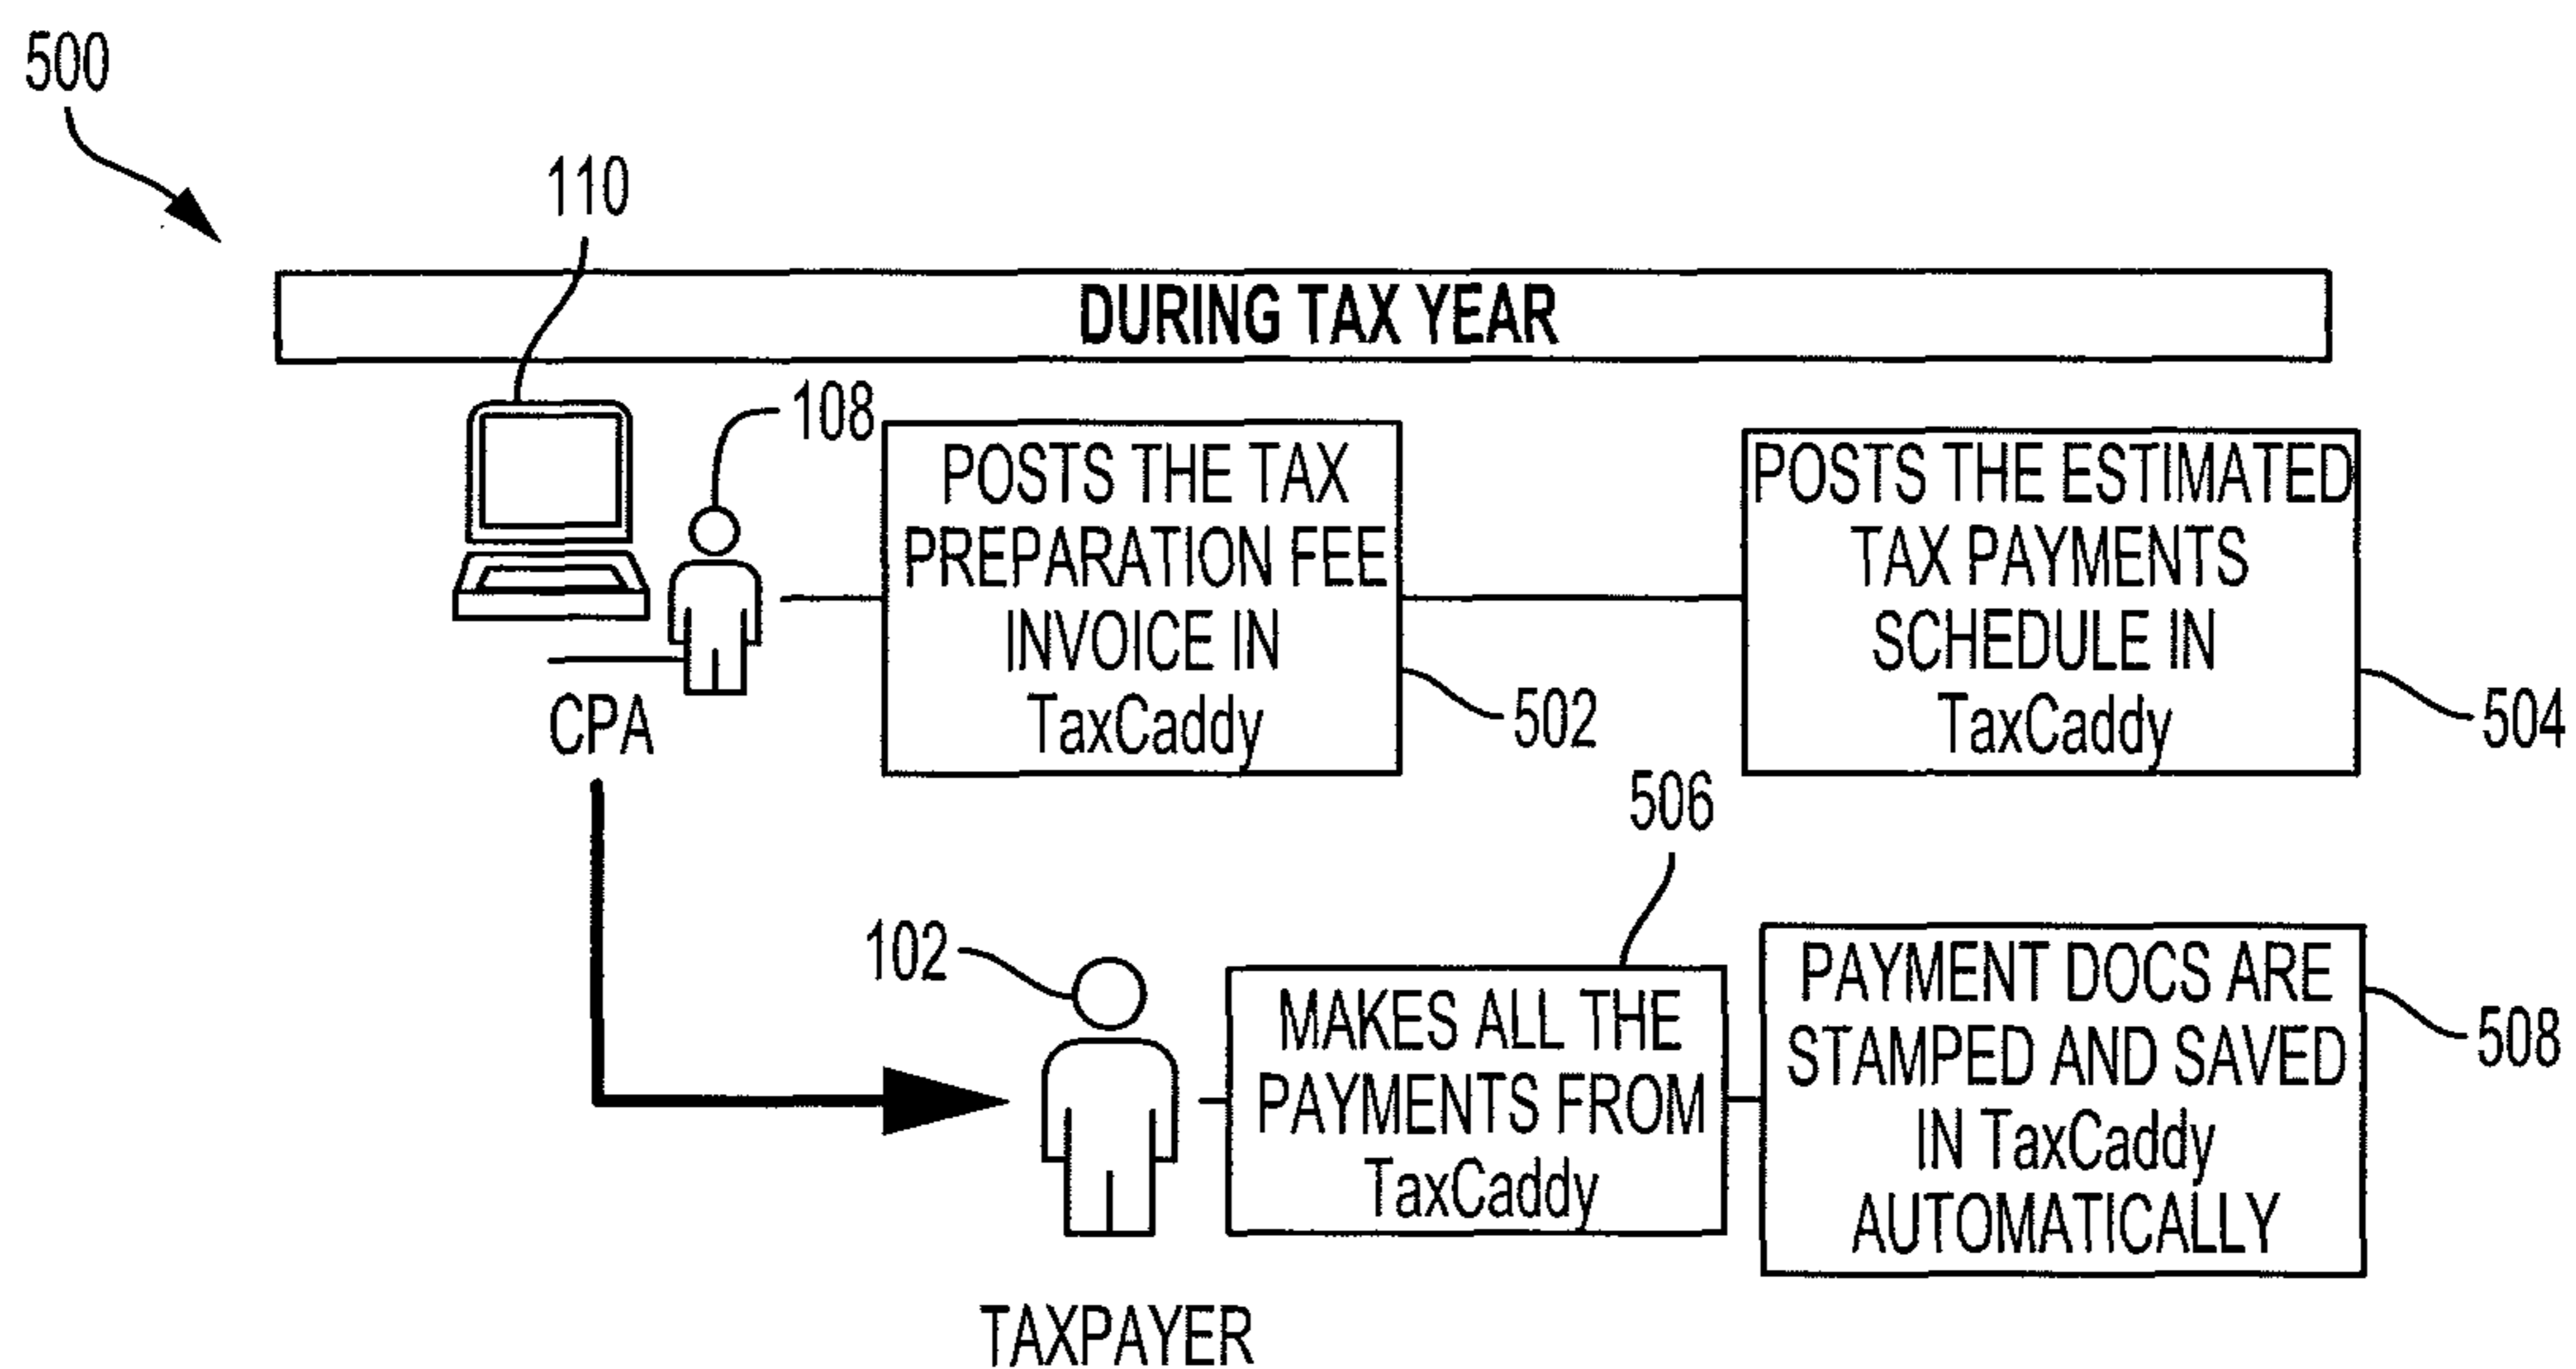 500
110
DURING TAX YEAR
108
POSTS THE TAX
PREPARATION FEE
INVOICE IN
TaxCaddy
502
POSTS THE ESTIMATED
TAX PAYMENTS
SCHEDULE IN
TaxCaddy
504
CPA
506
102
MAKES ALL THE
PAYMENTS FROM
TaxCaddy
PAYMENT DOCS ARE
STAMPED AND SAVED
IN TaxCaddy
AUTOMATICALLY
508
TAXPAYER